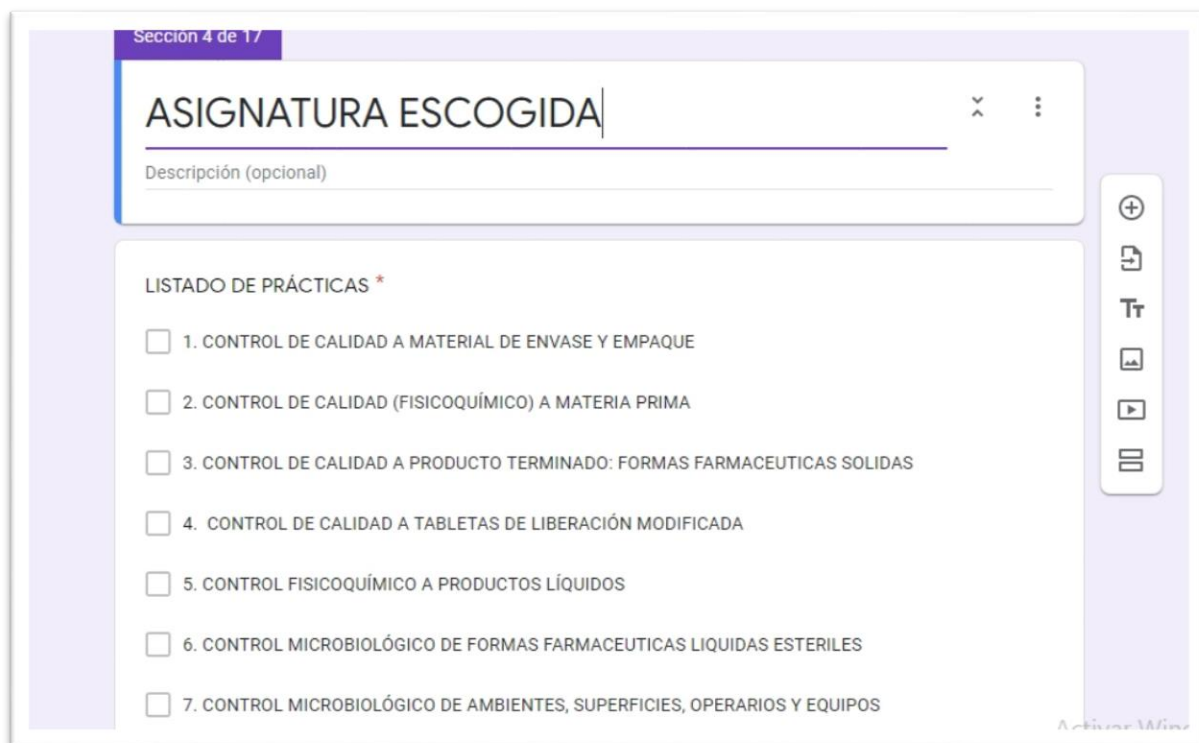 Sección 4 de 17
ASIGNATURA ESCOGIDA
Descripción (opcional)
LISTADO DE PRÁCTICAS *
1. CONTROL DE CALIDAD A MATERIAL DE ENVASE Y EMPAQUE
2. CONTROL DE CALIDAD (FISICOQUÍMICO) A MATERIA PRIMA
3. CONTROL DE CALIDAD A PRODUCTO TERMINADO: FORMAS FARMACEUTICAS SOLIDAS
4. CONTROL DE CALIDAD A TABLETAS DE LIBERACIÓN MODIFICADA
5. CONTROL FISICOQUÍMICO A PRODUCTOS LÍQUIDOS
6. CONTROL MICROBIOLÓGICO DE FORMAS FARMACEUTICAS LIQUIDAS ESTERILES
7. CONTROL MICROBIOLÓGICO DE AMBIENTES, SUPERFICIES, OPERARIOS Y EQUIPOS
Activar